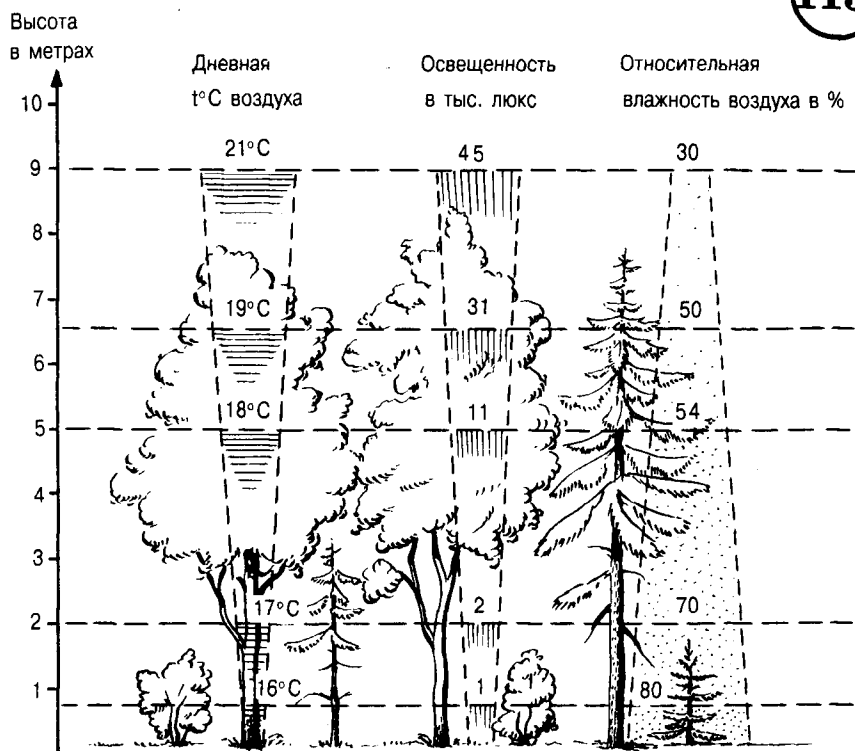 Высота
в метрах
Дневная
t°C воздуха
Освещенность
в тыс. люкс
Относительная
влажность воздуха в %
10
21°C 45 30
9
8
7
19°C 31 50
6
18°C 11 54
5
4
3
17°C 2 70
2
1
16°C 1 80